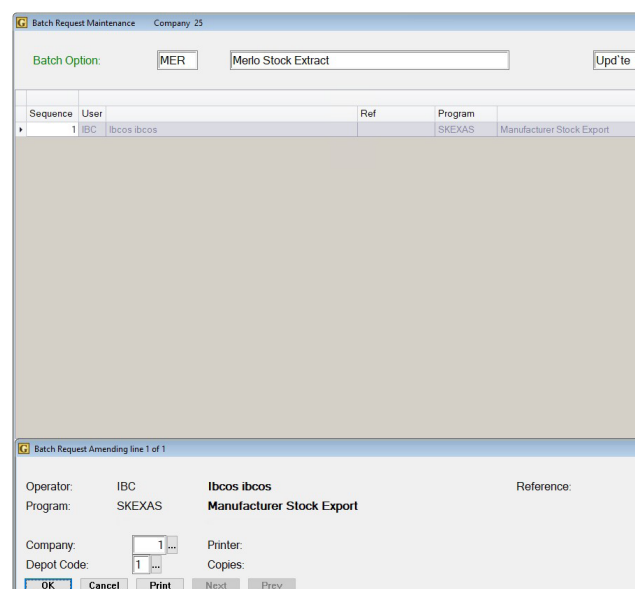 G Batch Request Maintenance Company 25
Batch Option: MER Merlo Stock Extract Upd'te
Sequence User Ref Program
1 IBC Ibcos ibcos SKEXAS Manufacturer Stock Export
G Batch Request Amending line 1 of 1
Operator: IBC Ibcos ibcos Reference:
Program: SKEXAS Manufacturer Stock Export
Company: 1 ... Printer:
Depot Code: 1 ... Copies:
OK Cancel Print Next Prev